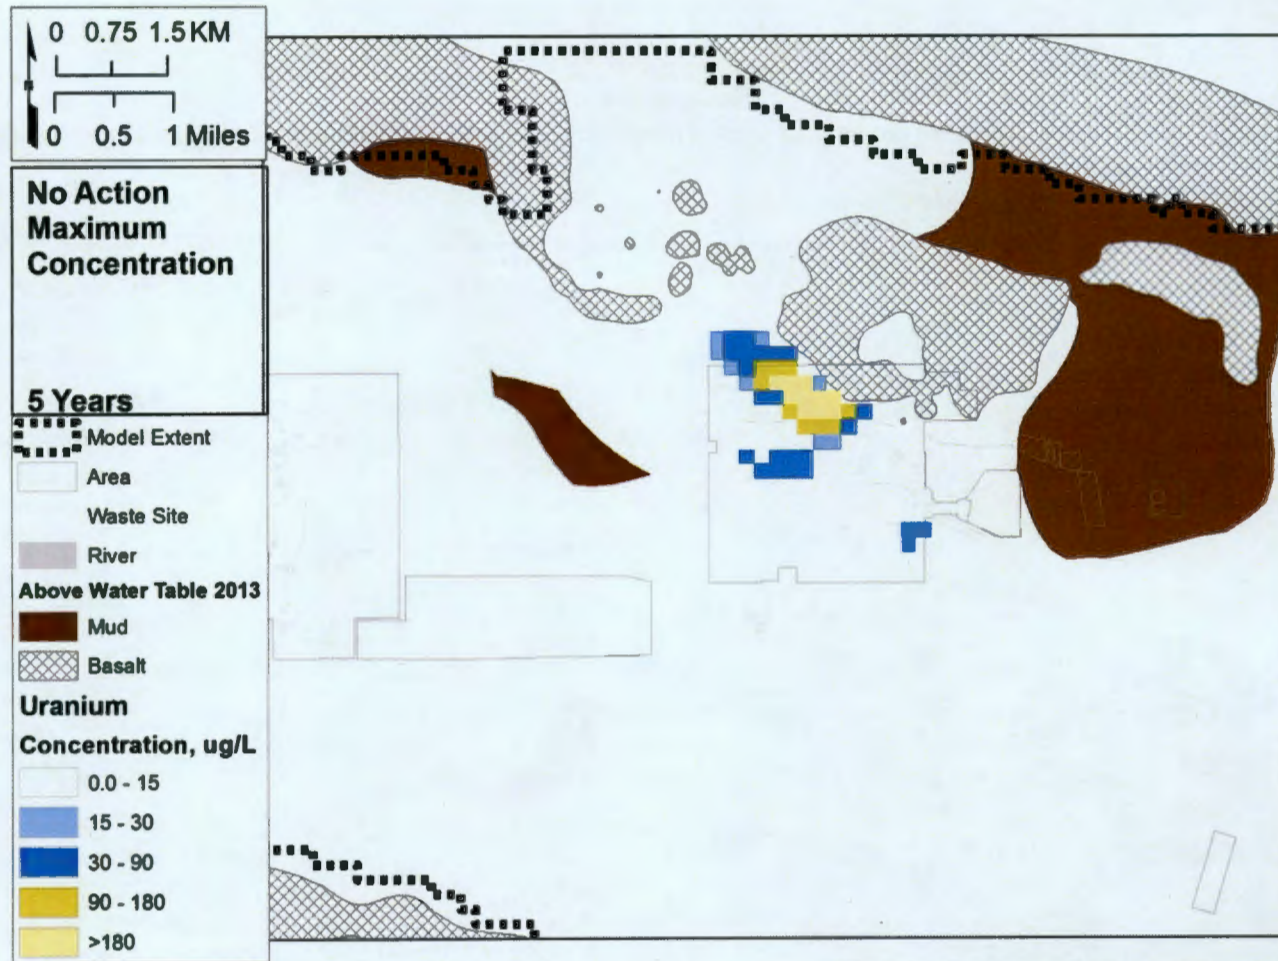 0 0.75 1.5 KM
0 0.5 1 Miles
No Action
Maximum
Concentration
5 Years
Model Extent
Area
Waste Site
River
Above Water Table 2013
Mud
Basalt
Uranium
Concentration, ug/L
0.0 - 15
15 - 30
30 - 90
90 - 180
>180